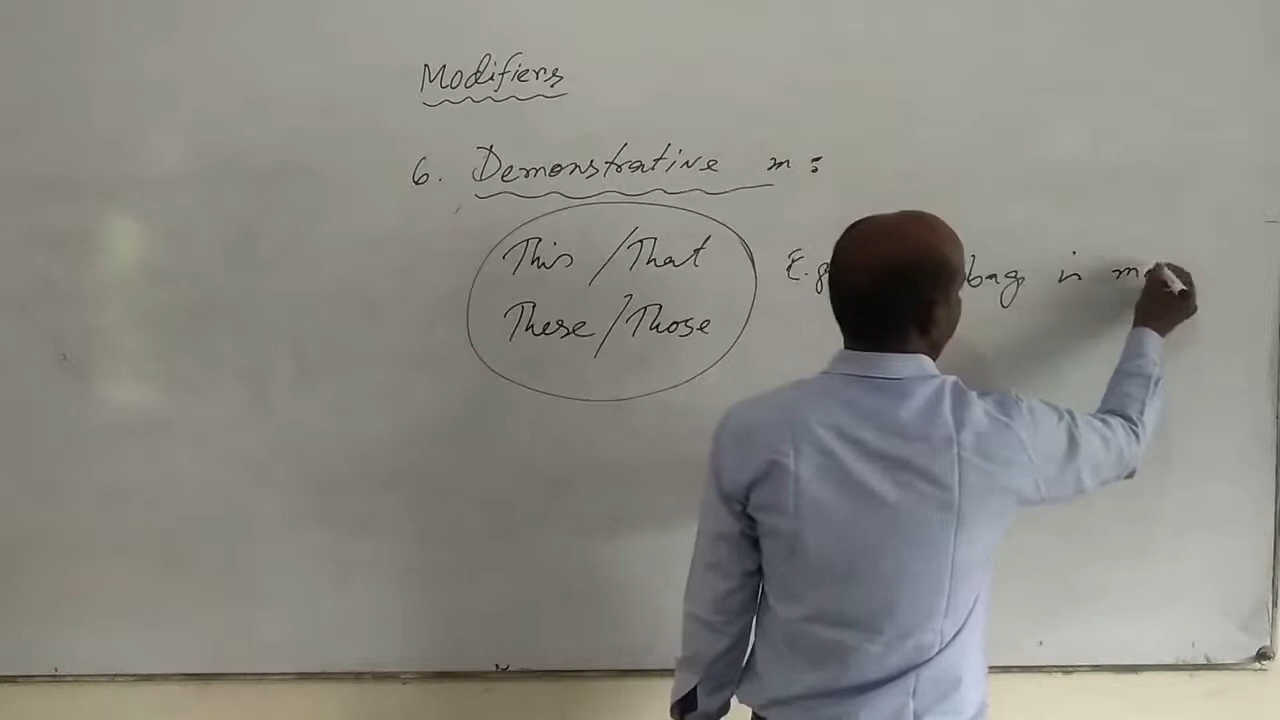 Modifiers
6. Demonstrative m:
This / That
These / Those
E.g bag is m